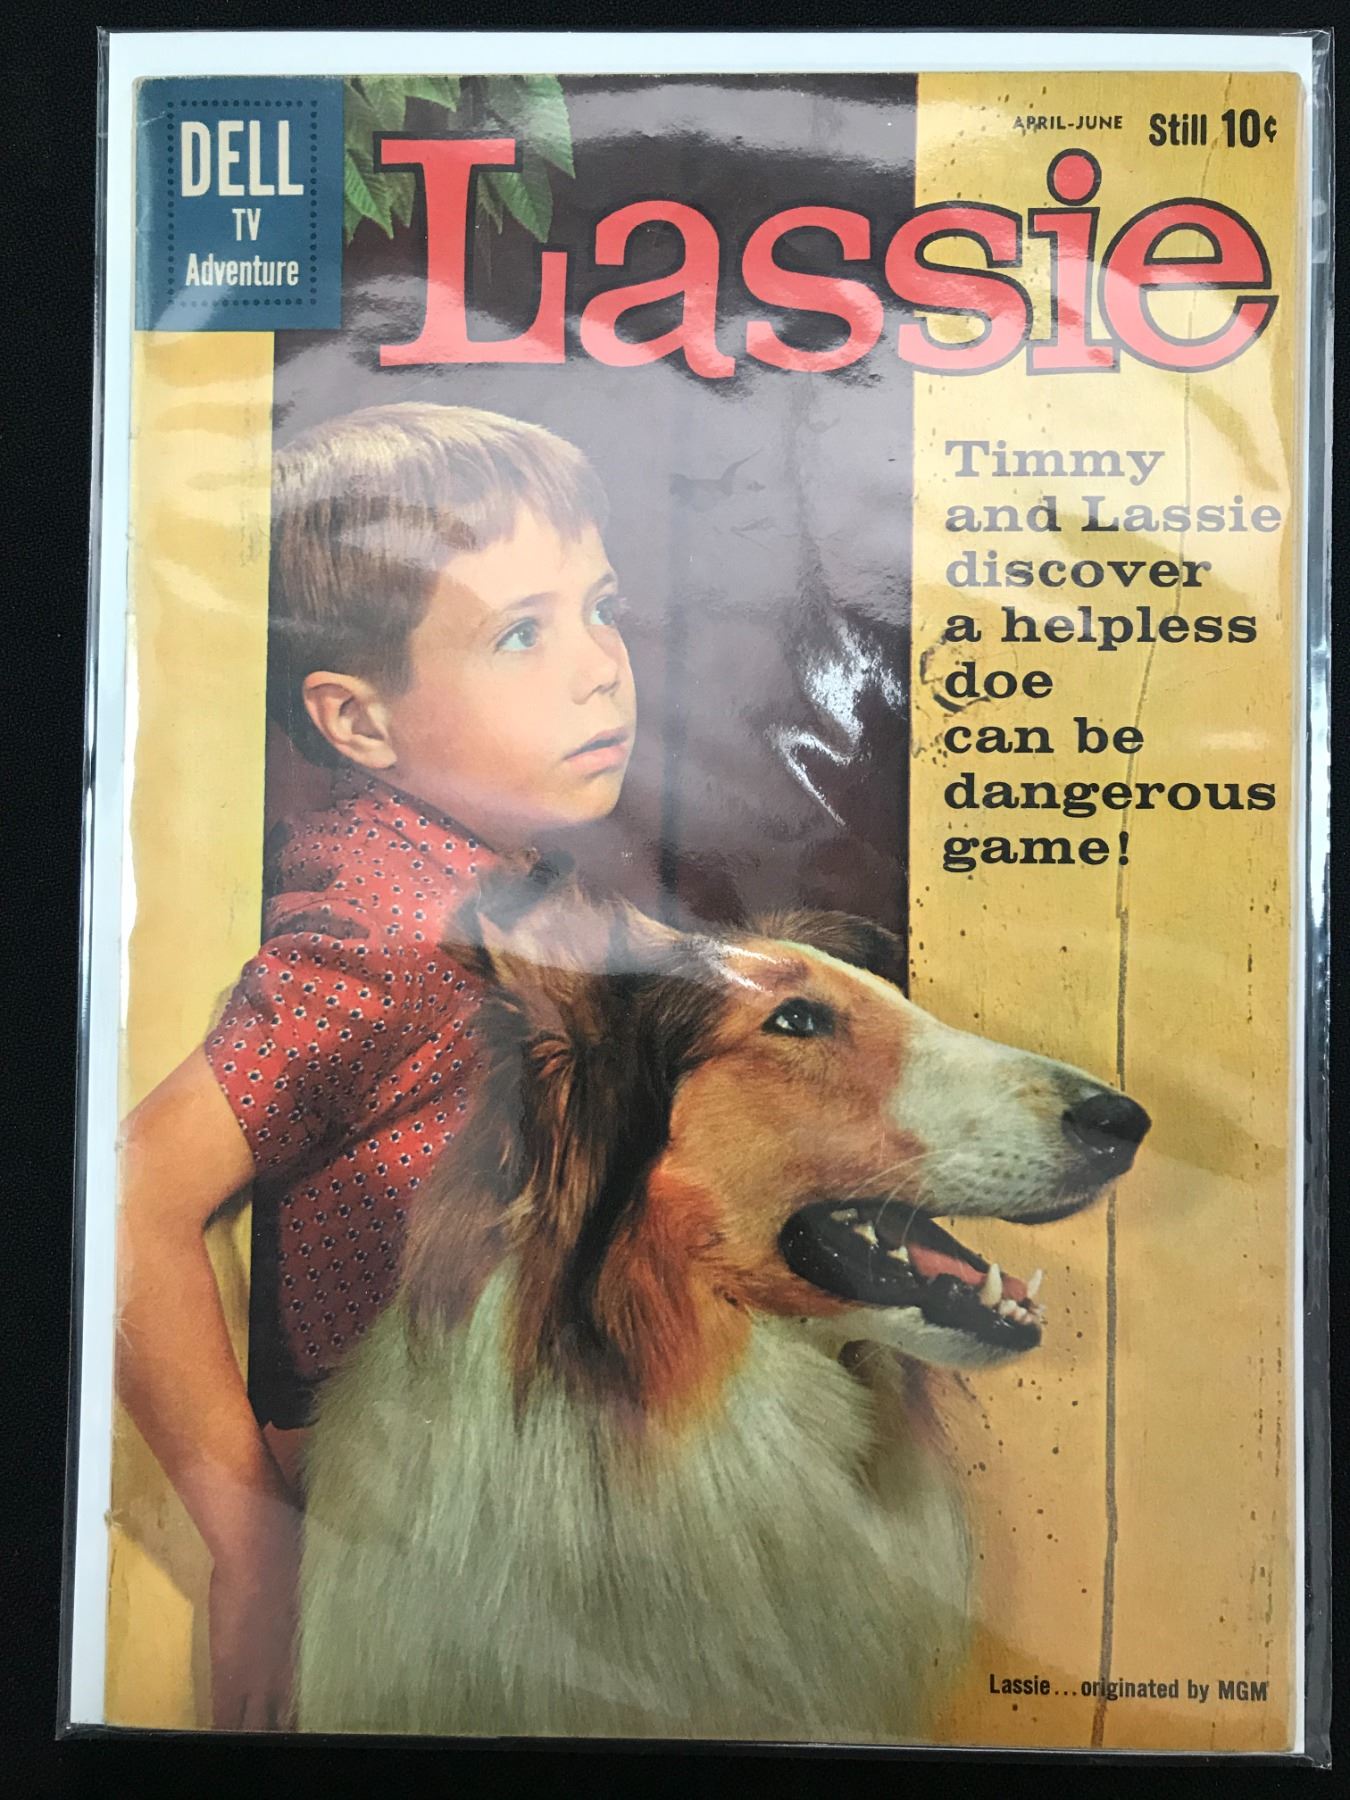 DELL
TV
Adventure
APRIL-JUNE Still 10¢
Lassie
Timmy
and Lassie
discover
a helpless
doe
can be
dangerous
game!
Lassie...originated by MGM